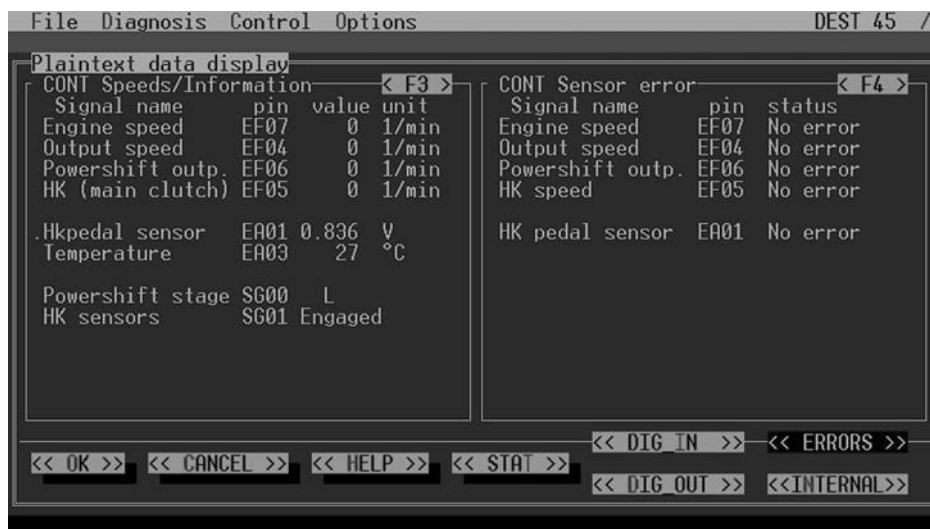 File Diagnosis Control Options DEST 45 /
Plaintext data display
CONT Speeds/Information < F3 >
Signal name pin value unit
Engine speed EF07 0 1/min
Output speed EF04 0 1/min
Powershift outp. EF06 0 1/min
HK (main clutch) EF05 0 1/min
.Hkpedal sensor EA01 0.836 V
Temperature EA03 27 °C
Powershift stage SG00 L
HK sensors SG01 Engaged
CONT Sensor error < F4 >
Signal name pin status
Engine speed EF07 No error
Output speed EF04 No error
Powershift outp. EF06 No error
HK speed EF05 No error
HK pedal sensor EA01 No error
<< DIG_IN >> << ERRORS >>
<< OK >> << CANCEL >> << HELP >> << STAT >>
<< DIG_OUT >> <<INTERNAL>>